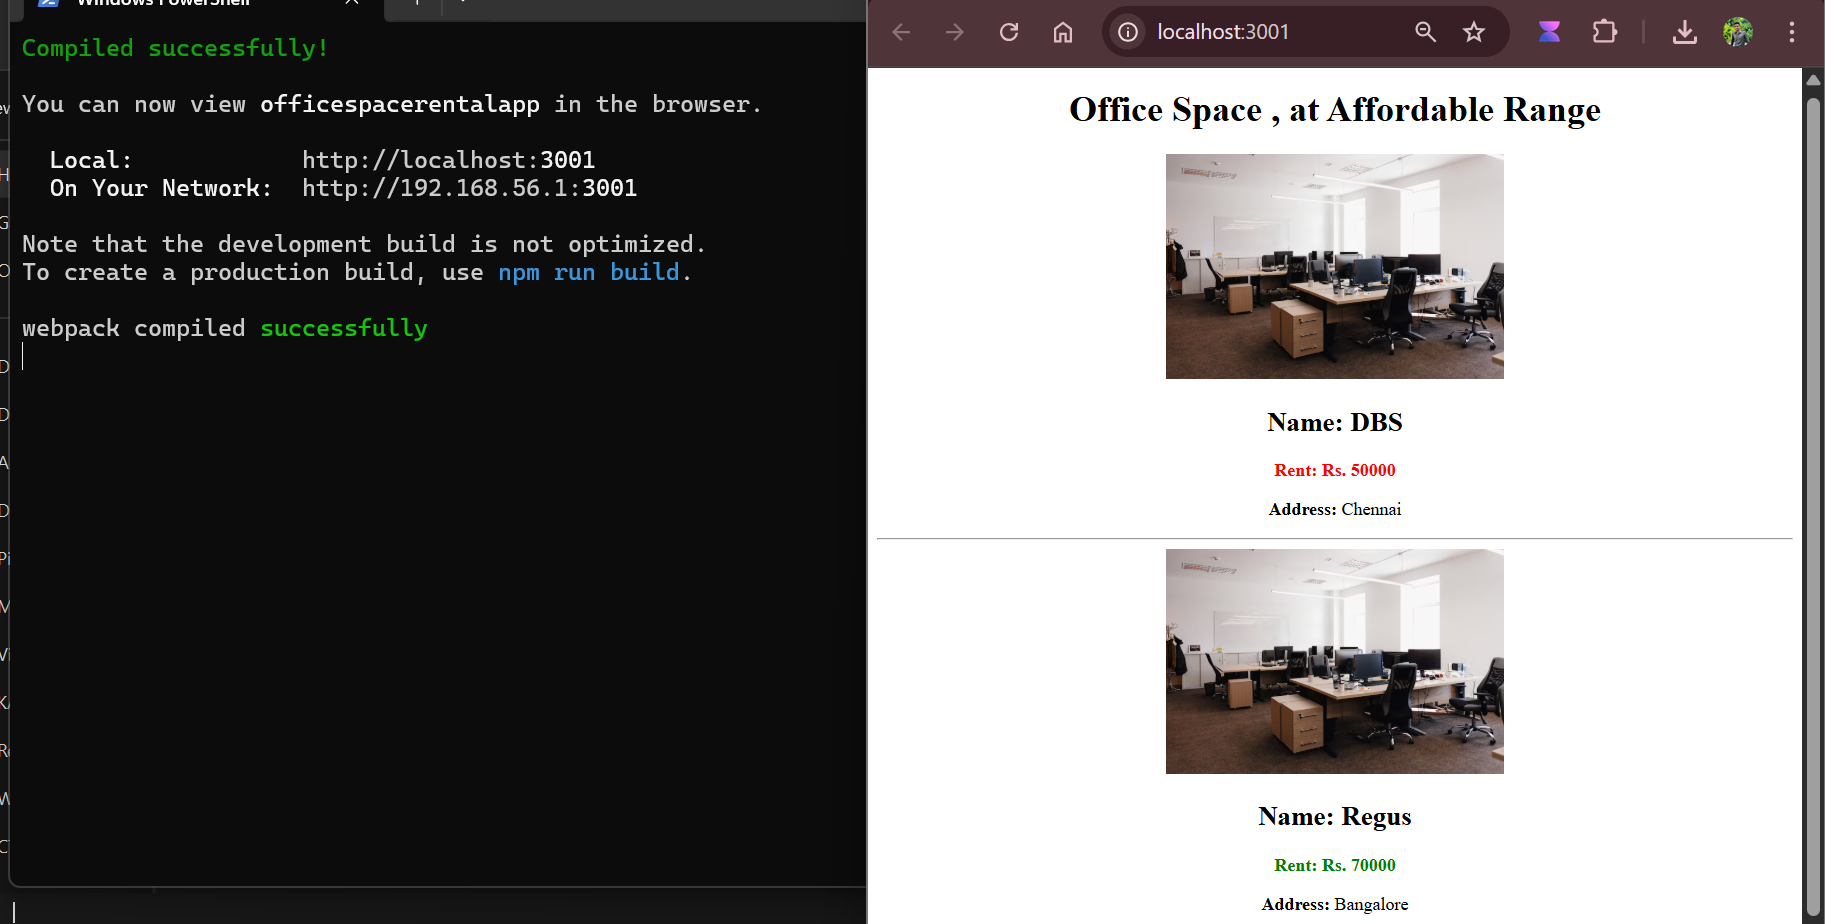 Windows PowerShell
Compiled successfully!
You can now view officespacerentalapp in the browser.
Local: http://localhost:3001
On Your Network: http://192.168.56.1:3001
Note that the development build is not optimized.
To create a production build, use npm run build.
webpack compiled successfully
localhost:3001
Office Space , at Affordable Range
Name: DBS
Rent: Rs. 50000
Address: Chennai
Name: Regus
Rent: Rs. 70000
Address: Bangalore